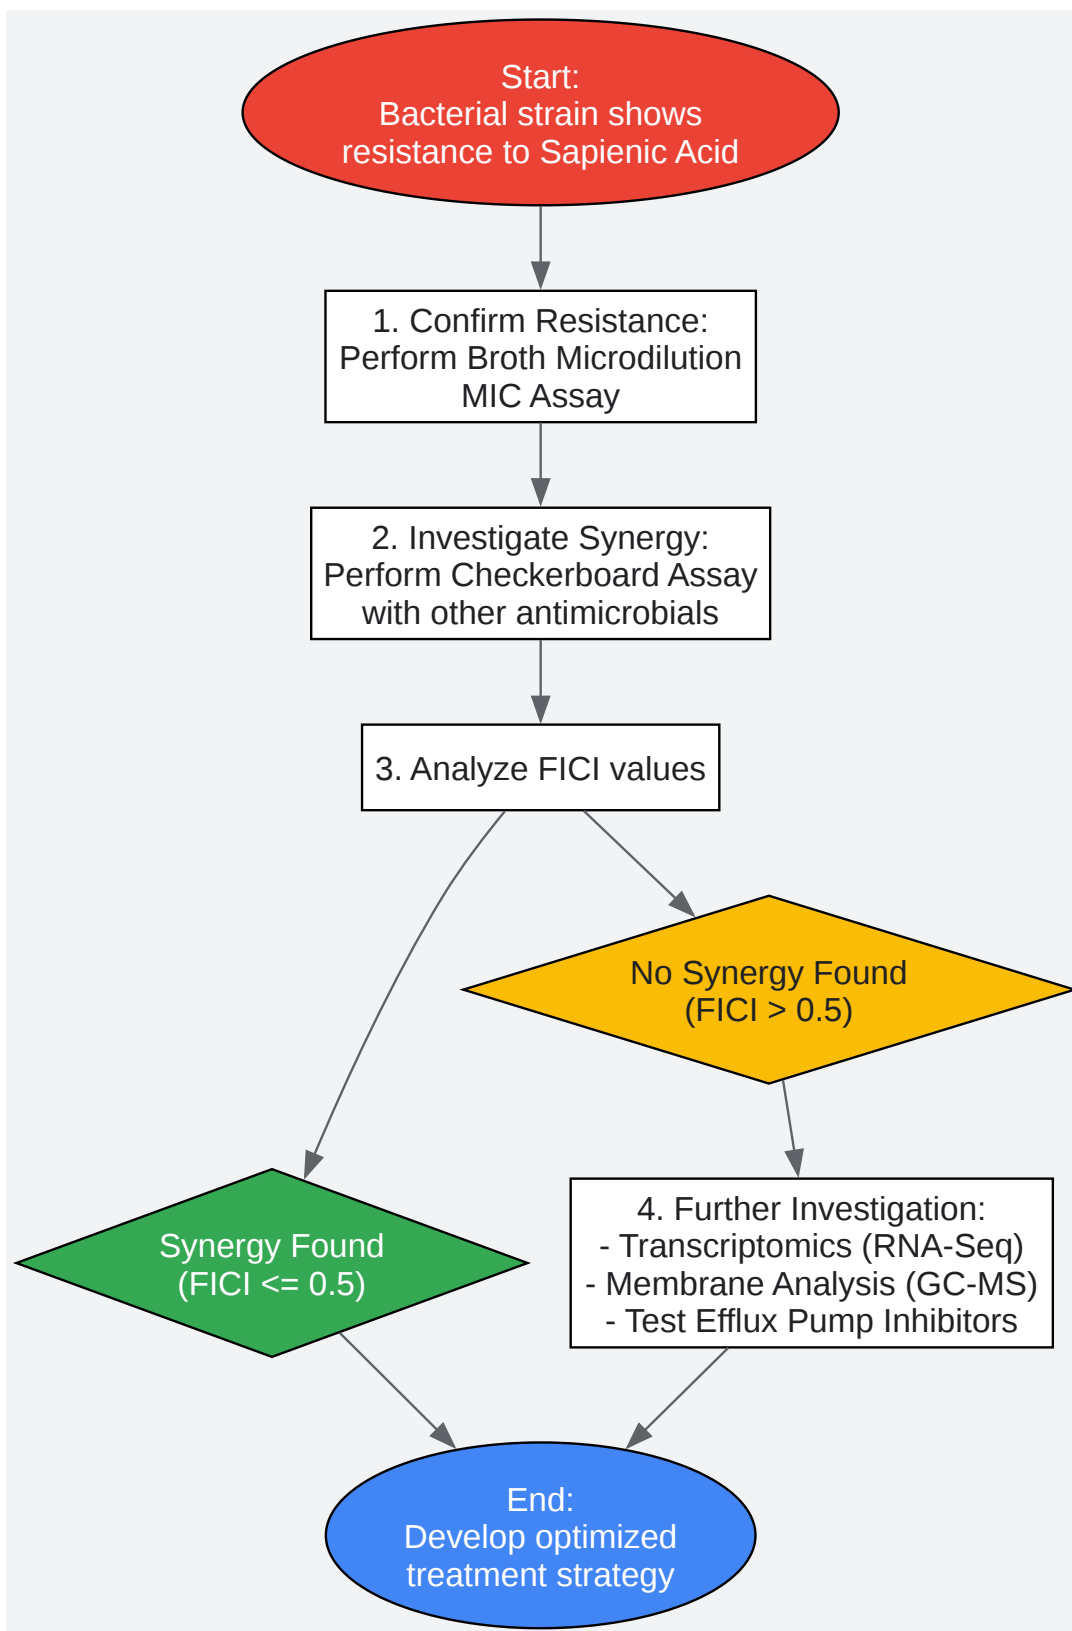 Start:
Bacterial strain shows
resistance to Sapienic Acid
1. Confirm Resistance:
Perform Broth Microdilution
MIC Assay
2. Investigate Synergy:
Perform Checkerboard Assay
with other antimicrobials
3. Analyze FICI values
No Synergy Found
(FICI > 0.5)
Synergy Found
(FICI <= 0.5)
4. Further Investigation:
- Transcriptomics (RNA-Seq)
- Membrane Analysis (GC-MS)
- Test Efflux Pump Inhibitors
End:
Develop optimized
treatment strategy